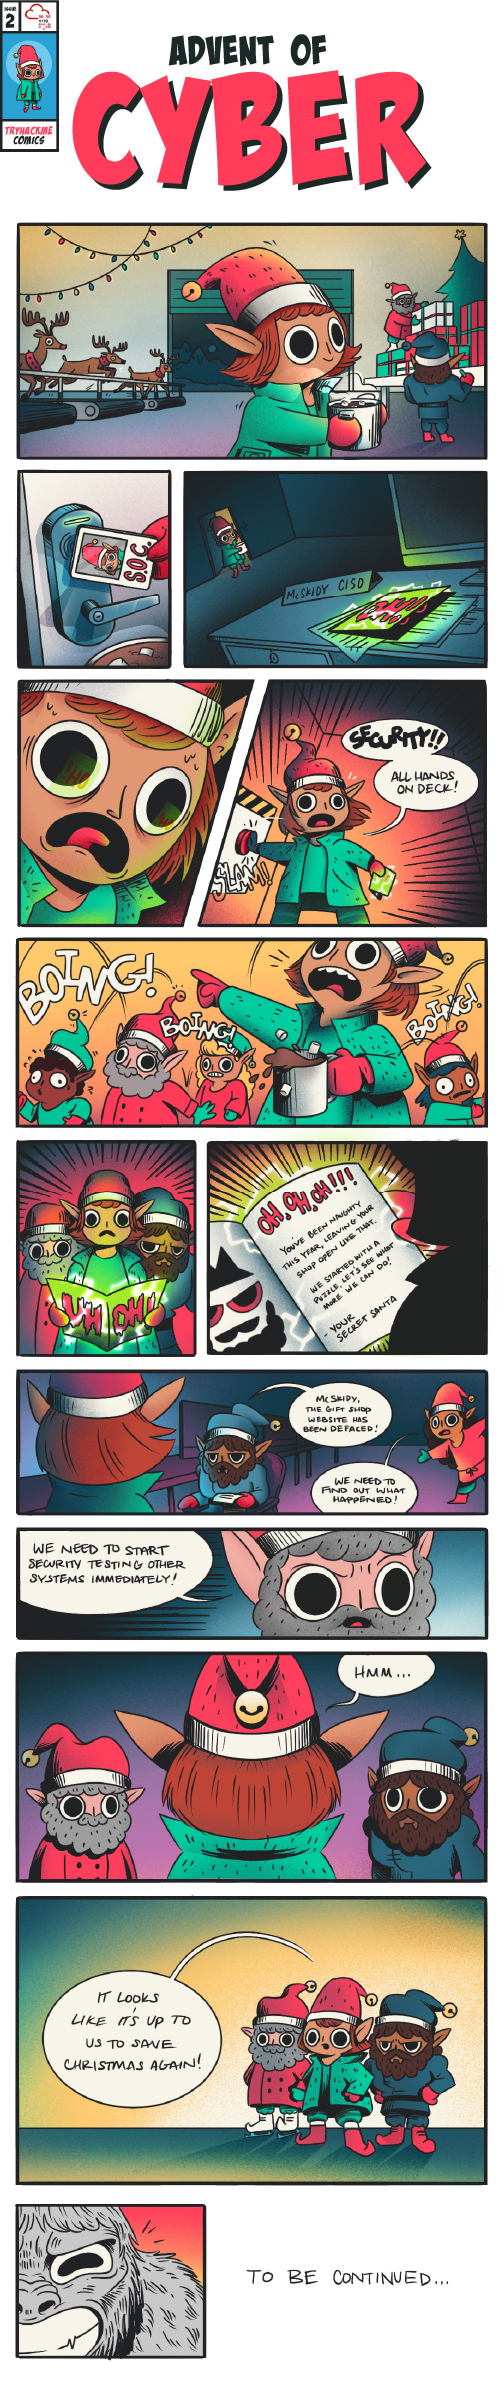 ISSUE
2
TRYHACKME
COMICS
ADVENT OF
CYBER
S.O.C.
McSKIDY CISO
SECURITY!!
ALL HANDS
ON DECK!
SLAM!
BOING!
BOING!
BOING!
UH OH!
OH, OH, OH!!!
YOU'VE BEEN NAUGHTY
THIS YEAR, LEAVING YOUR
SHOP OPEN LIKE THAT.
WE STARTED WITH A
PUZZLE, LET'S SEE WHAT
MORE WE CAN DO!
- YOUR
SECRET SANTA
McSKIDY,
THE GIFT SHOP
WEBSITE HAS
BEEN DEFACED!
WE NEED TO
FIND OUT WHAT
HAPPENED!
WE NEED TO START
SECURITY TESTING OTHER
SYSTEMS IMMEDIATELY!
HMM...
IT LOOKS
LIKE IT'S UP TO
US TO SAVE
CHRISTMAS AGAIN!
TO BE CONTINUED...